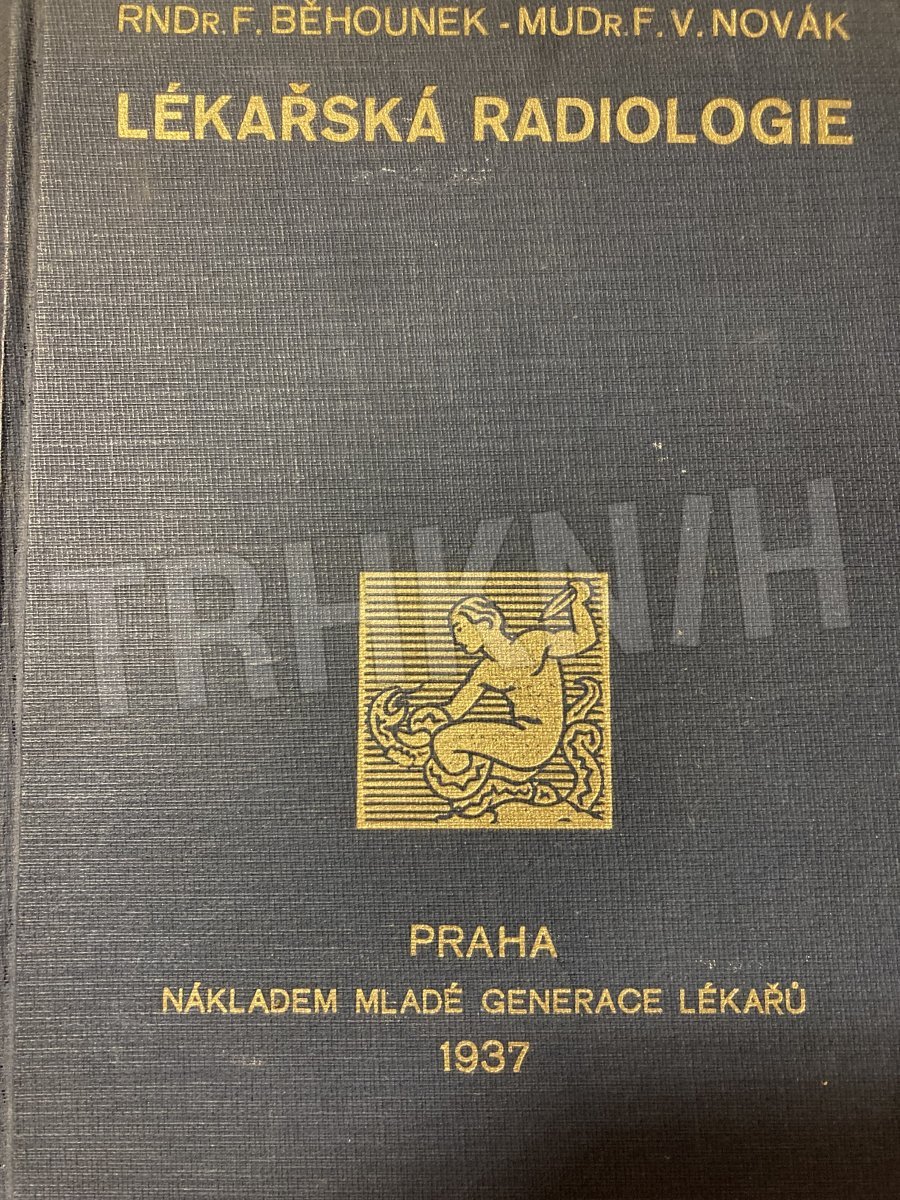 RNDR. F. BĚHOUNEK - MUDR. F. V. NOVÁK
LÉKAŘSKÁ RADIOLOGIE
TRHKNIH
PRAHA
NÁKLADEM MLADÉ GENERACE LÉKAŘŮ
1937